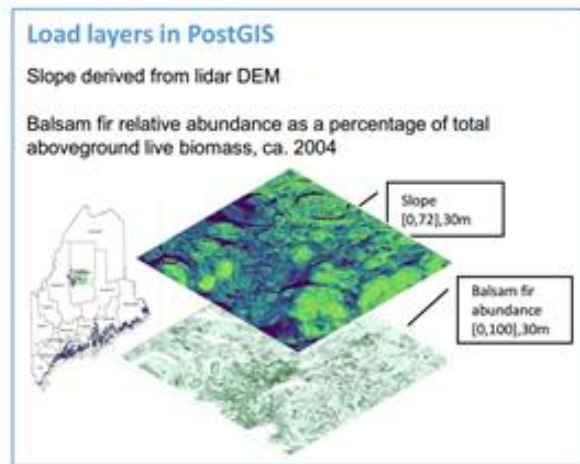 Load layers in PostGIS
Slope derived from lidar DEM
Balsam fir relative abundance as a percentage of total
aboveground live biomass, ca. 2004
Slope
[0,72],30m
Balsam fir
abundance
[0,100],30m